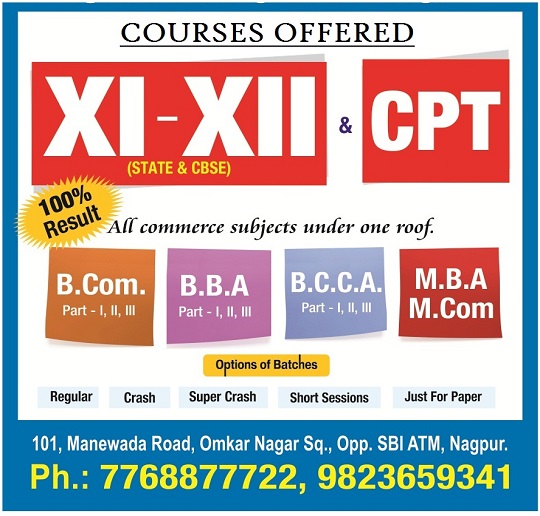 COURSES OFFERED
XI-XII
(STATE & CBSE)
&
CPT
100%
Result
All commerce subjects under one roof.
B.Com.
Part - I, II, III
B.B.A
Part - I, II, III
B.C.C.A.
Part - I, II, III
M.B.A
M.Com
Options of Batches
Regular
Crash
Super Crash
Short Sessions
Just For Paper
101, Manewada Road, Omkar Nagar Sq., Opp. SBI ATM, Nagpur.
Ph.: 7768877722, 9823659341